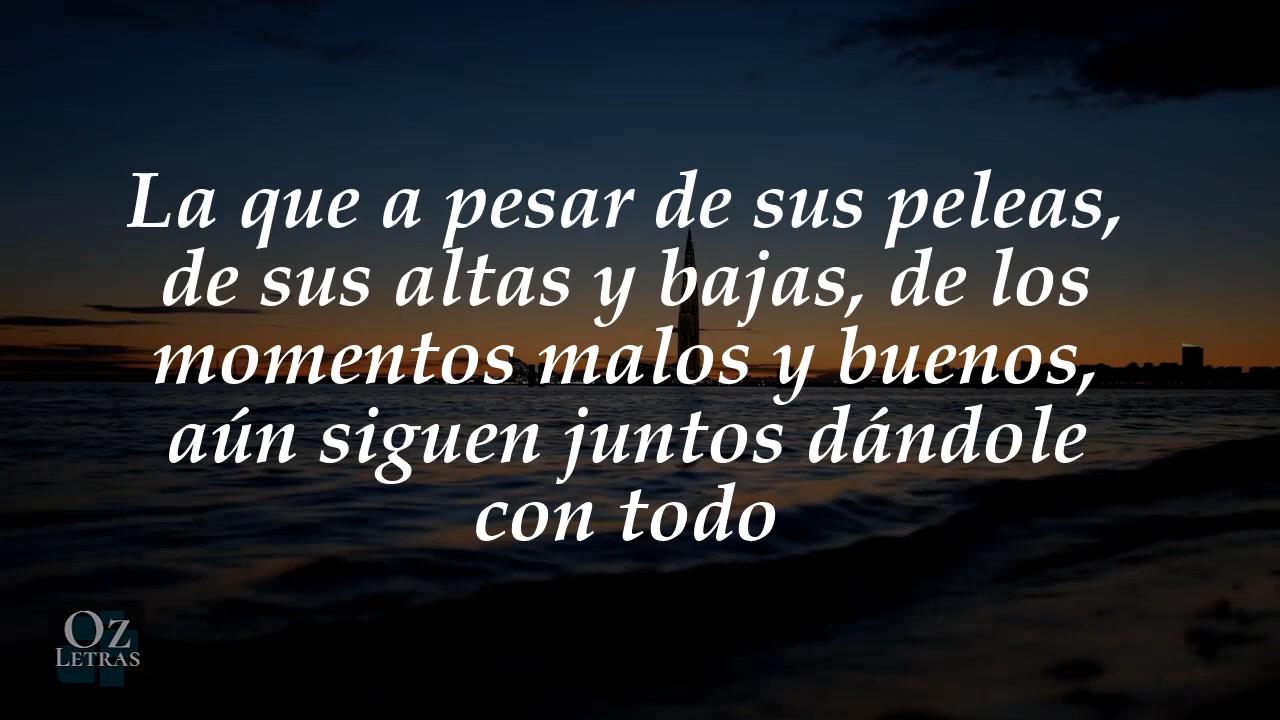 La que a pesar de sus peleas,
de sus altas y bajas, de los
momentos malos y buenos,
aún siguen juntos dándole
con todo
Oz
Letras